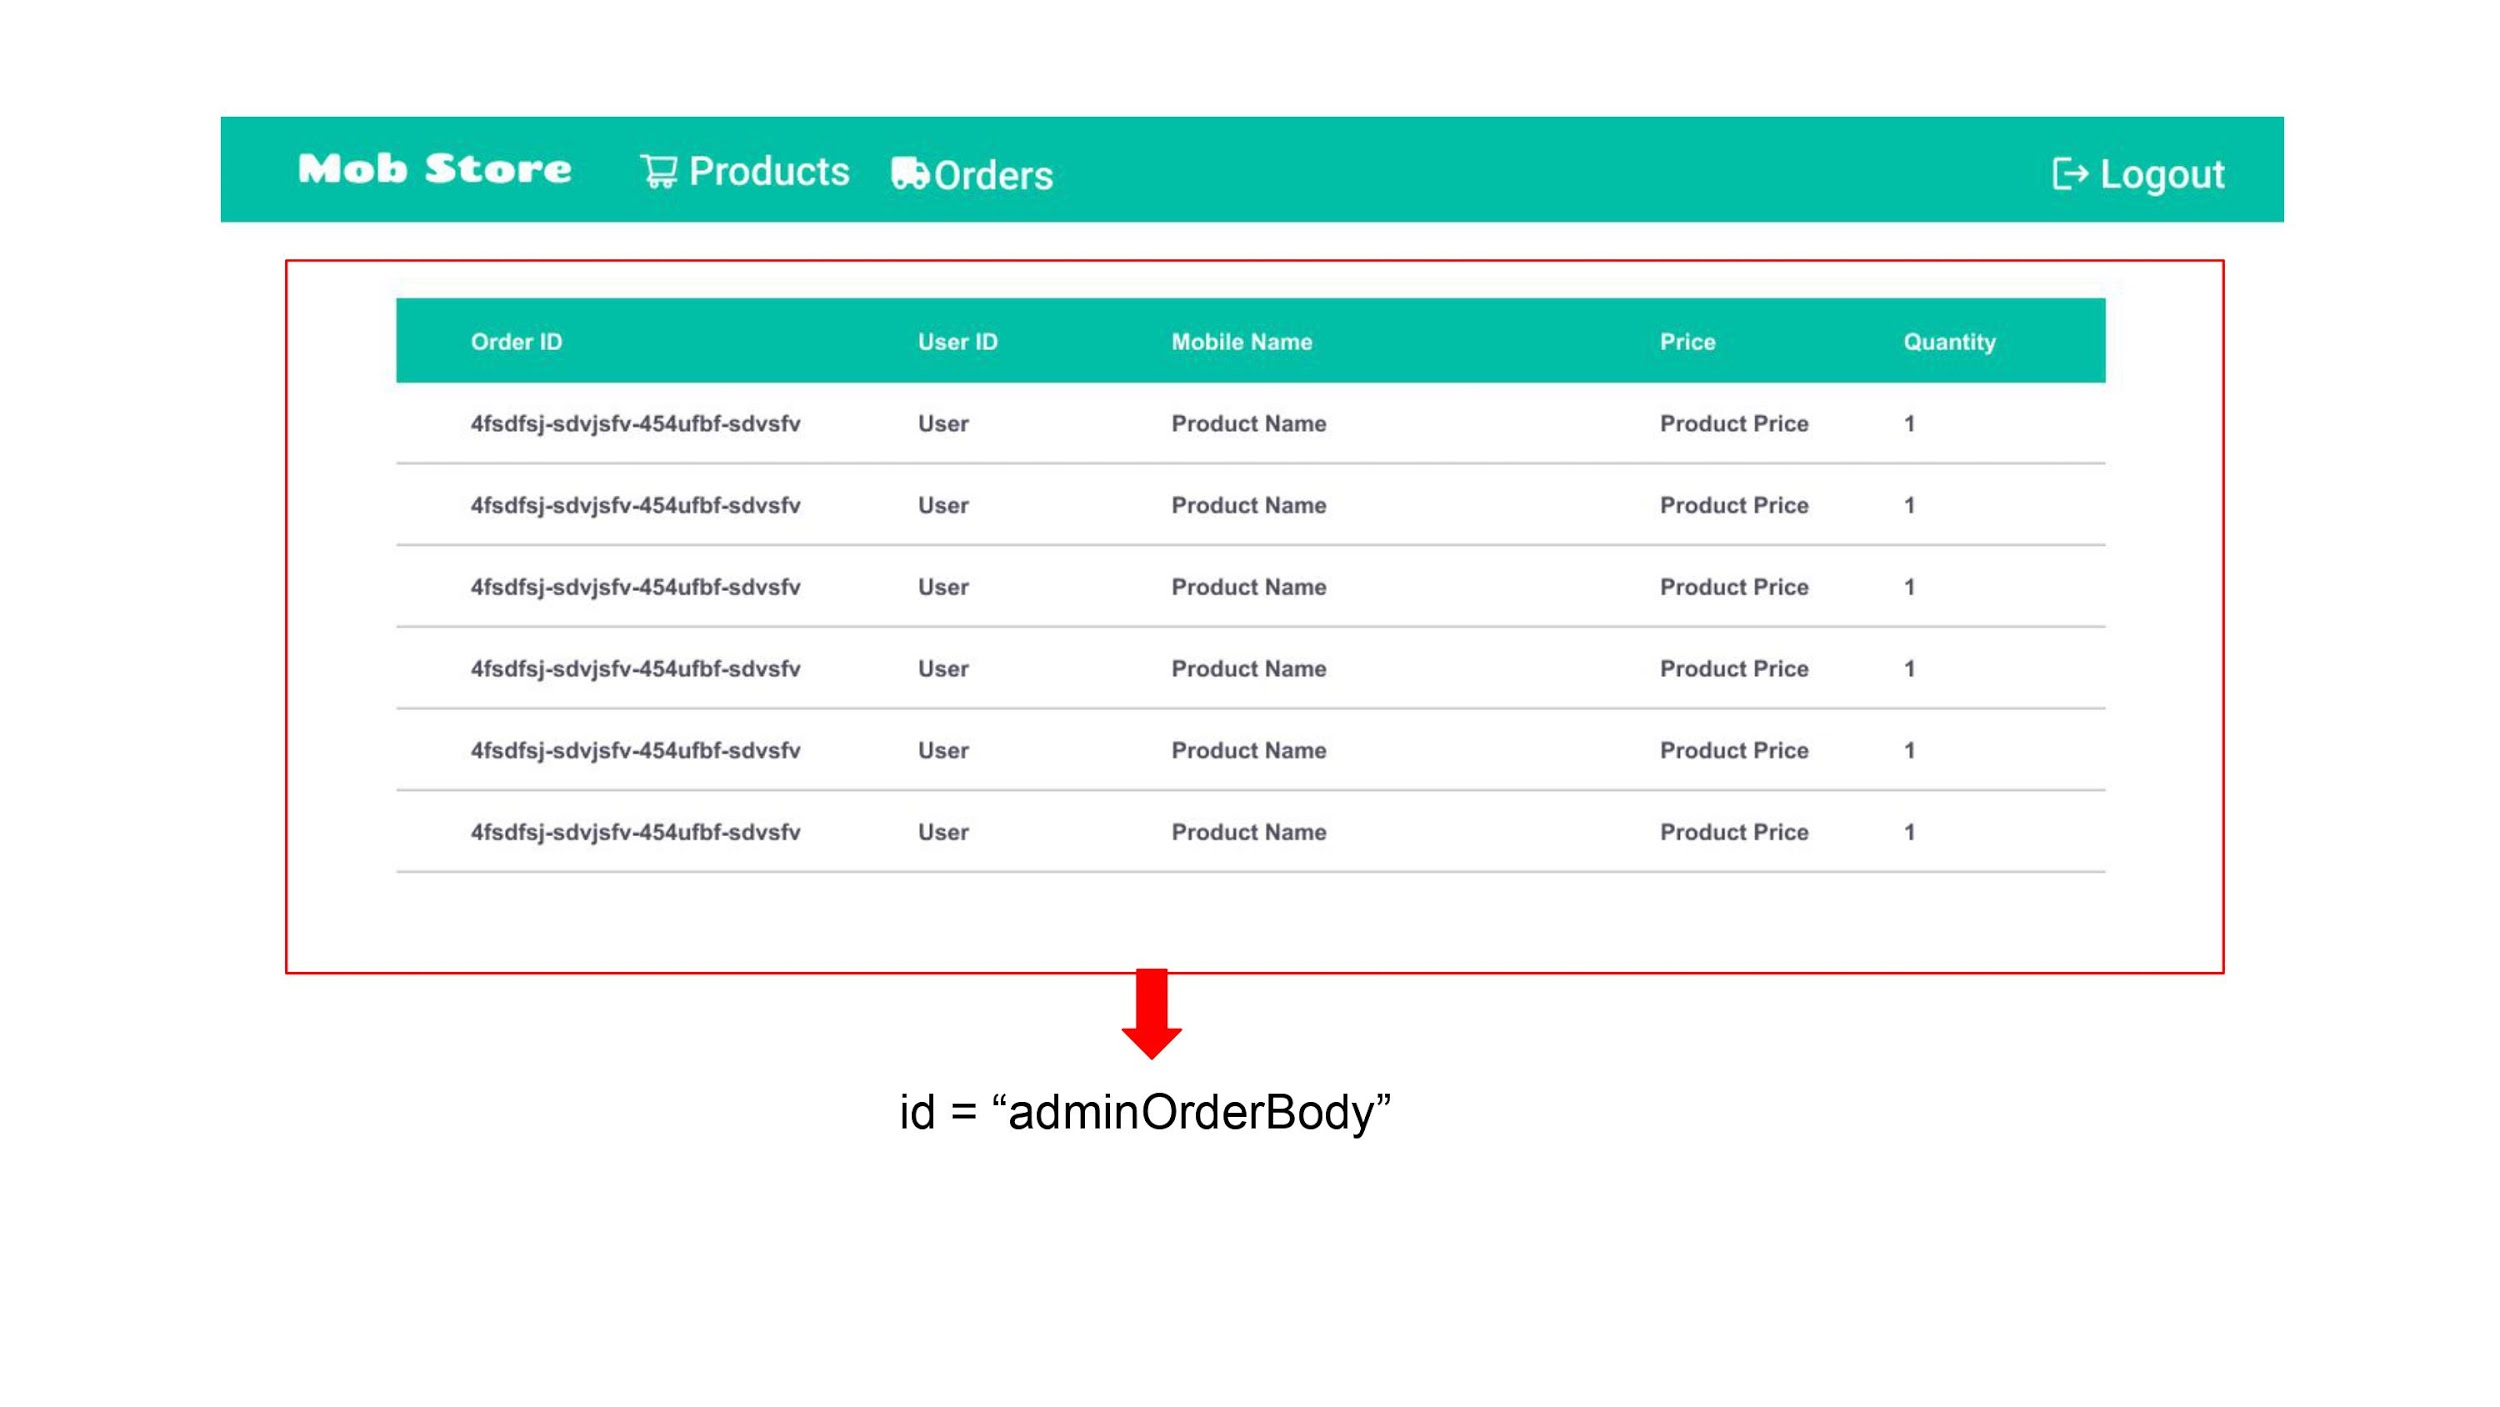 Mob Store Products Orders Logout
Order ID User ID Mobile Name Price Quantity
4fsdfsj-sdvjsfv-454ufbf-sdvsfv User Product Name Product Price 1
4fsdfsj-sdvjsfv-454ufbf-sdvsfv User Product Name Product Price 1
4fsdfsj-sdvjsfv-454ufbf-sdvsfv User Product Name Product Price 1
4fsdfsj-sdvjsfv-454ufbf-sdvsfv User Product Name Product Price 1
4fsdfsj-sdvjsfv-454ufbf-sdvsfv User Product Name Product Price 1
4fsdfsj-sdvjsfv-454ufbf-sdvsfv User Product Name Product Price 1
id = “adminOrderBody”